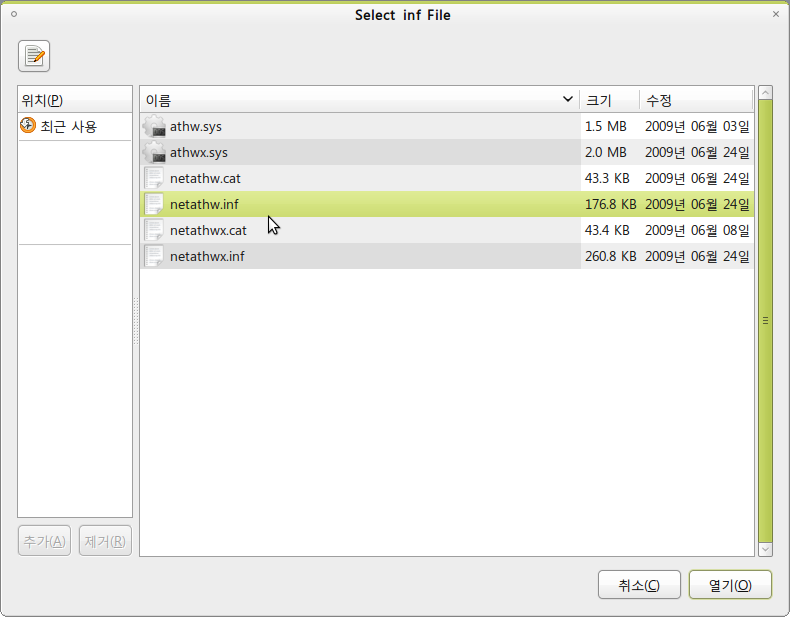 Select inf File
위치(P)
최근 사용
이름 크기 수정
athw.sys 1.5 MB 2009년 06월 03일
athwx.sys 2.0 MB 2009년 06월 24일
netathw.cat 43.3 KB 2009년 06월 24일
netathw.inf 176.8 KB 2009년 06월 24일
netathwx.cat 43.4 KB 2009년 06월 08일
netathwx.inf 260.8 KB 2009년 06월 24일
추가(A) 제거(R)
취소(C) 열기(O)